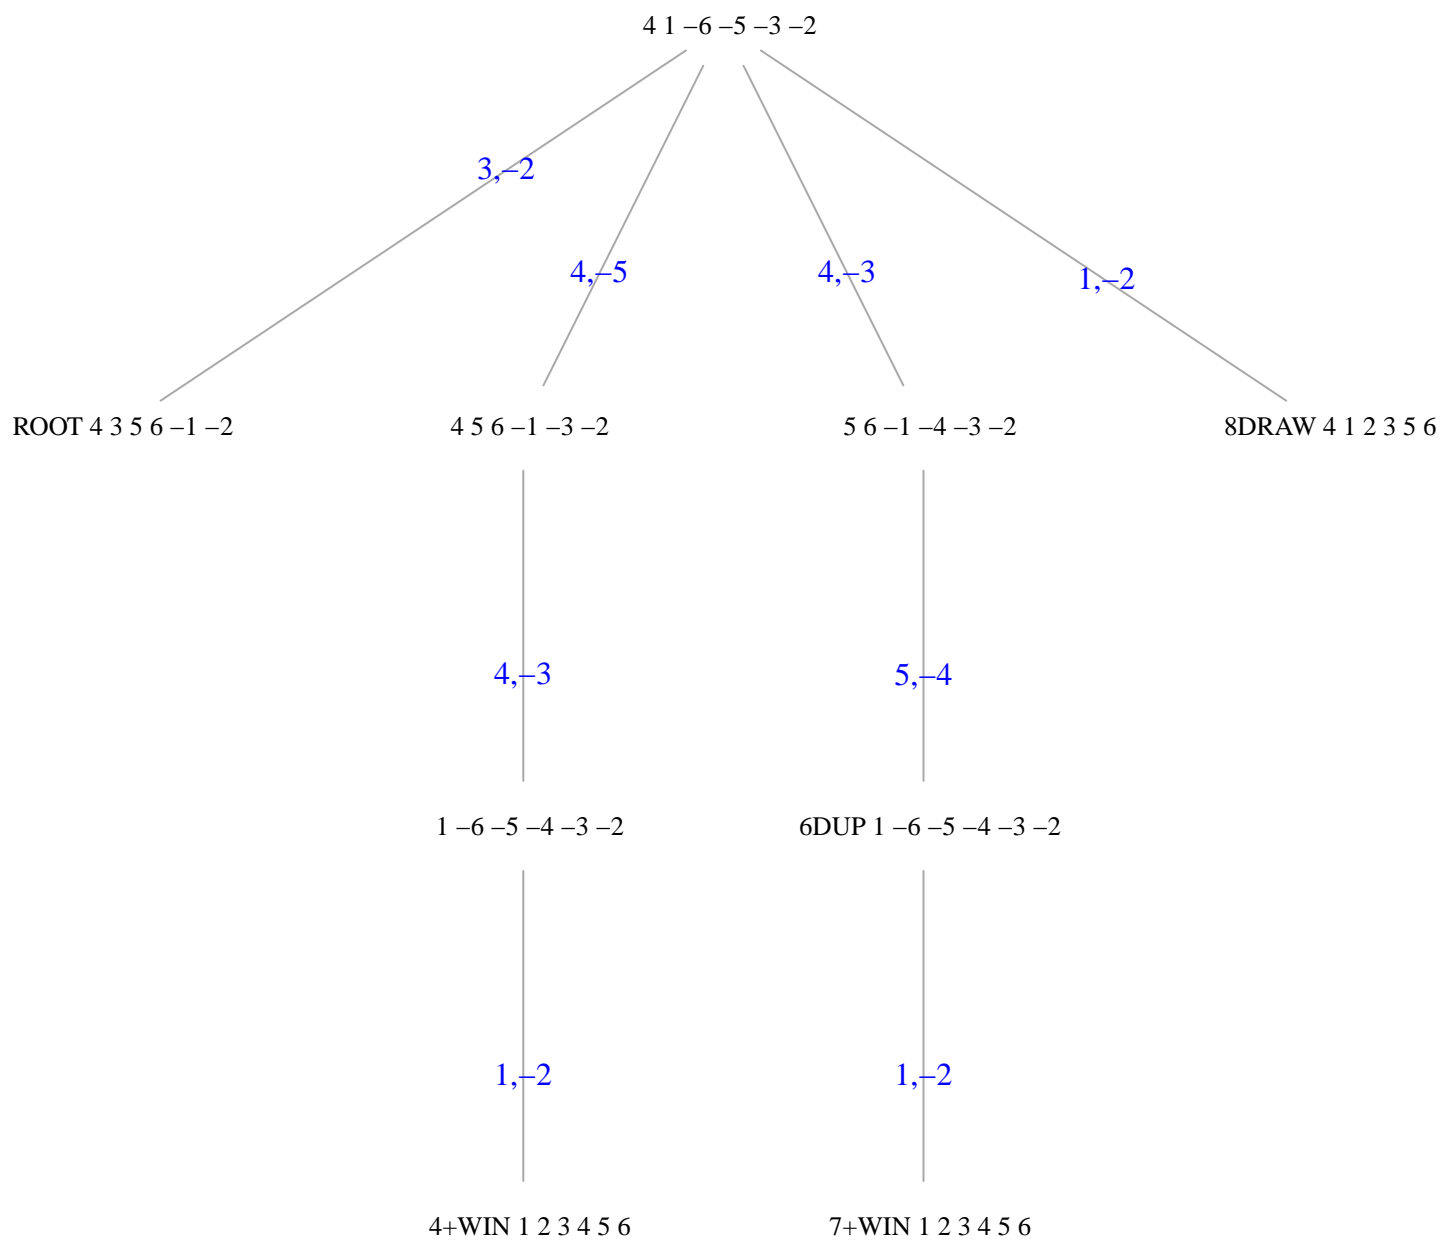 4 1 –6 –5 –3 –2
3,–2
4,–5
4,–3
1,–2
ROOT 4 3 5 6 –1 –2
4 5 6 –1 –3 –2
5 6 –1 –4 –3 –2
8DRAW 4 1 2 3 5 6
4,–3
5,–4
1 –6 –5 –4 –3 –2
6DUP 1 –6 –5 –4 –3 –2
1,–2
1,–2
4+WIN 1 2 3 4 5 6
7+WIN 1 2 3 4 5 6